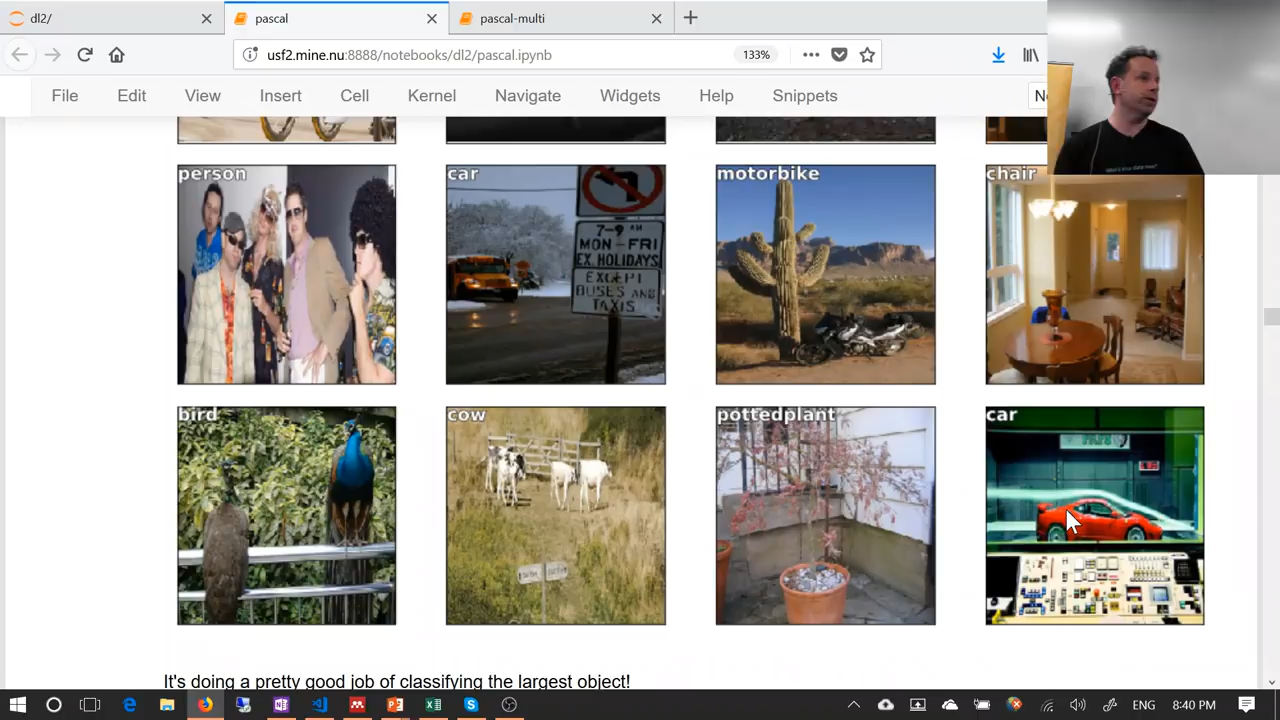 dl2/
pascal
pascal-multi
usf2.mine.nu:8888/notebooks/dl2/pascal.ipynb
133%
File Edit View Insert Cell Kernel Navigate Widgets Help Snippets
person
car
motorbike
chair
7-9 AM
MON-FRI
EX. HOLIDAYS
EXCEPT
BUSES AND
TAXIS
bird
cow
pottedplant
car
It's doing a pretty good job of classifying the largest object!
ENG
8:40 PM